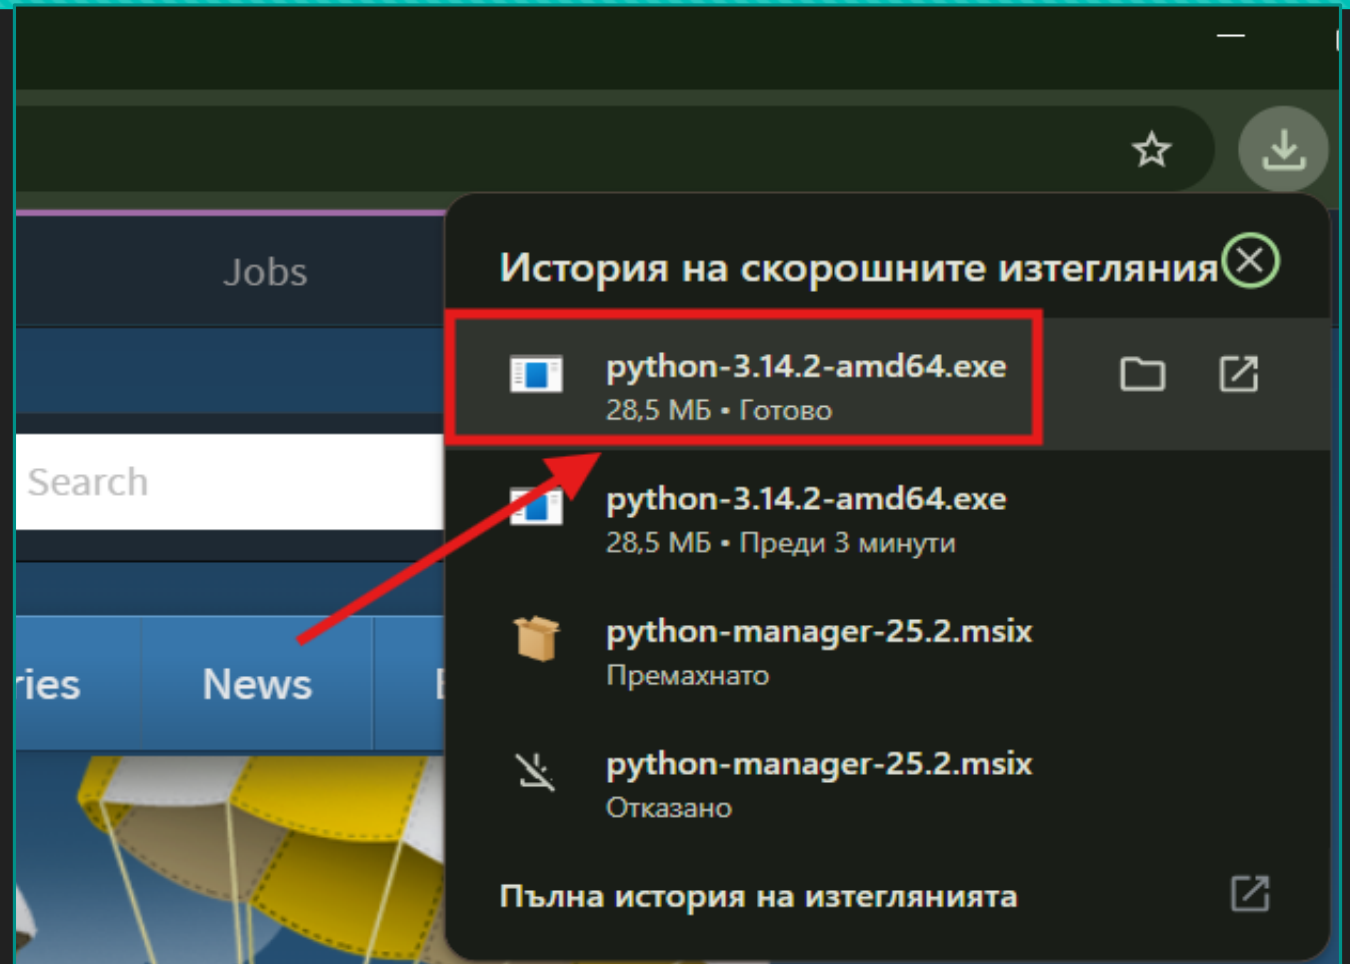 Jobs
История на скорошните изтегляния
python-3.14.2-amd64.exe
28,5 МБ • Готово
Search
python-3.14.2-amd64.exe
28,5 МБ • Преди 3 минути
python-manager-25.2.msix
Премахнато
ries
News
python-manager-25.2.msix
Отказано
Пълна история на изтеглянията